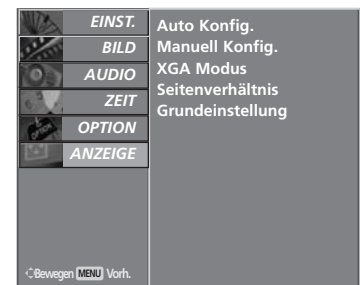 EINST.
BILD
AUDIO
ZEIT
OPTION
ANZEIGE
Auto Konfig.
Manuell Konfig.
XGA Modus
Seitenverhältnis
Grundeinstellung
Bewegen MENU Vorh.